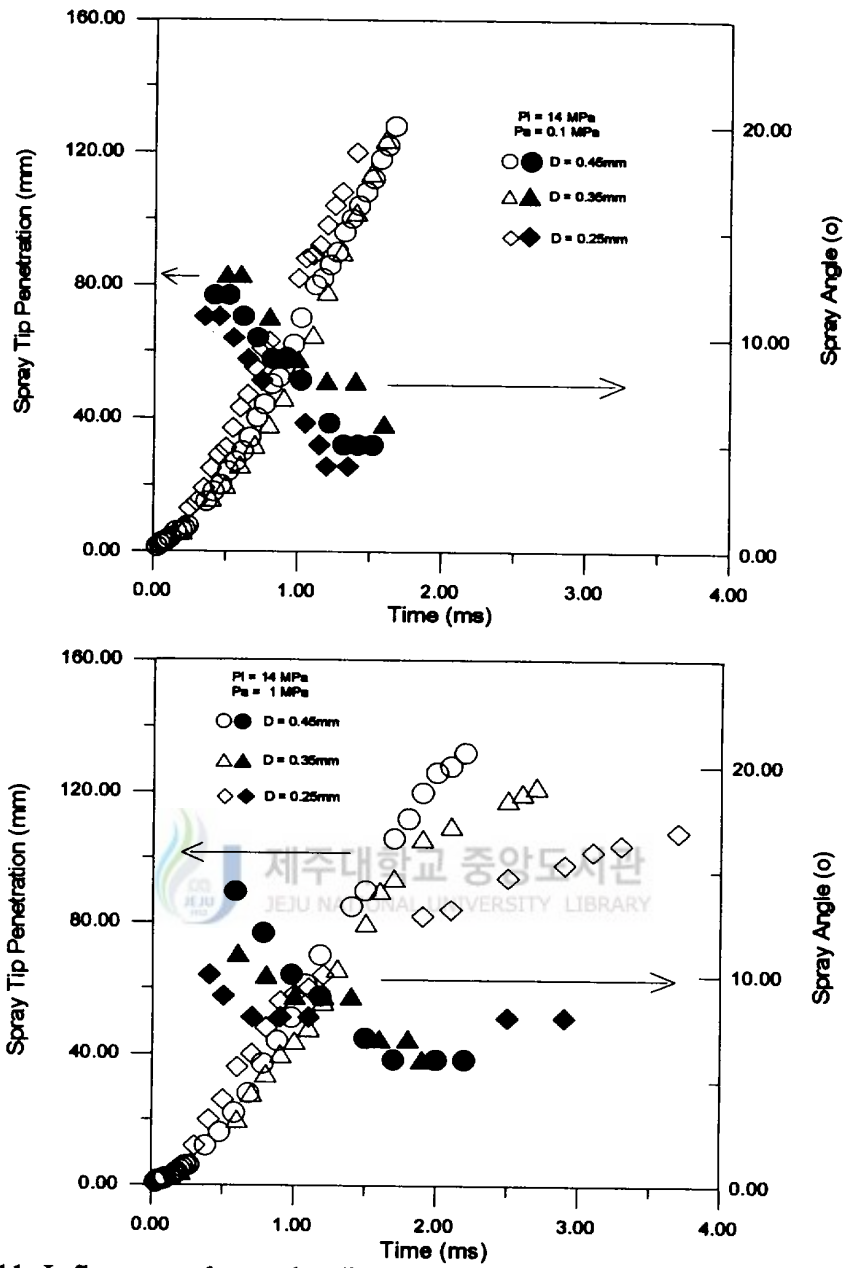 160.00
120.00
80.00
40.00
0.00
Spray Tip Penetration (mm)
Pi = 14 MPa
Pa = 0.1 MPa
D = 0.45mm
D = 0.35mm
D = 0.25mm
20.00
10.00
0.00
Spray Angle (o)
0.00 1.00 2.00 3.00 4.00
Time (ms)
160.00
120.00
80.00
40.00
0.00
Spray Tip Penetration (mm)
Pi = 14 MPa
Pa = 1 MPa
D = 0.45mm
D = 0.35mm
D = 0.25mm
제주대학교 중앙도서관
JEJU NATIONAL UNIVERSITY LIBRARY
JEJU
1952
20.00
10.00
0.00
Spray Angle (o)
0.00 1.00 2.00 3.00 4.00
Time (ms)